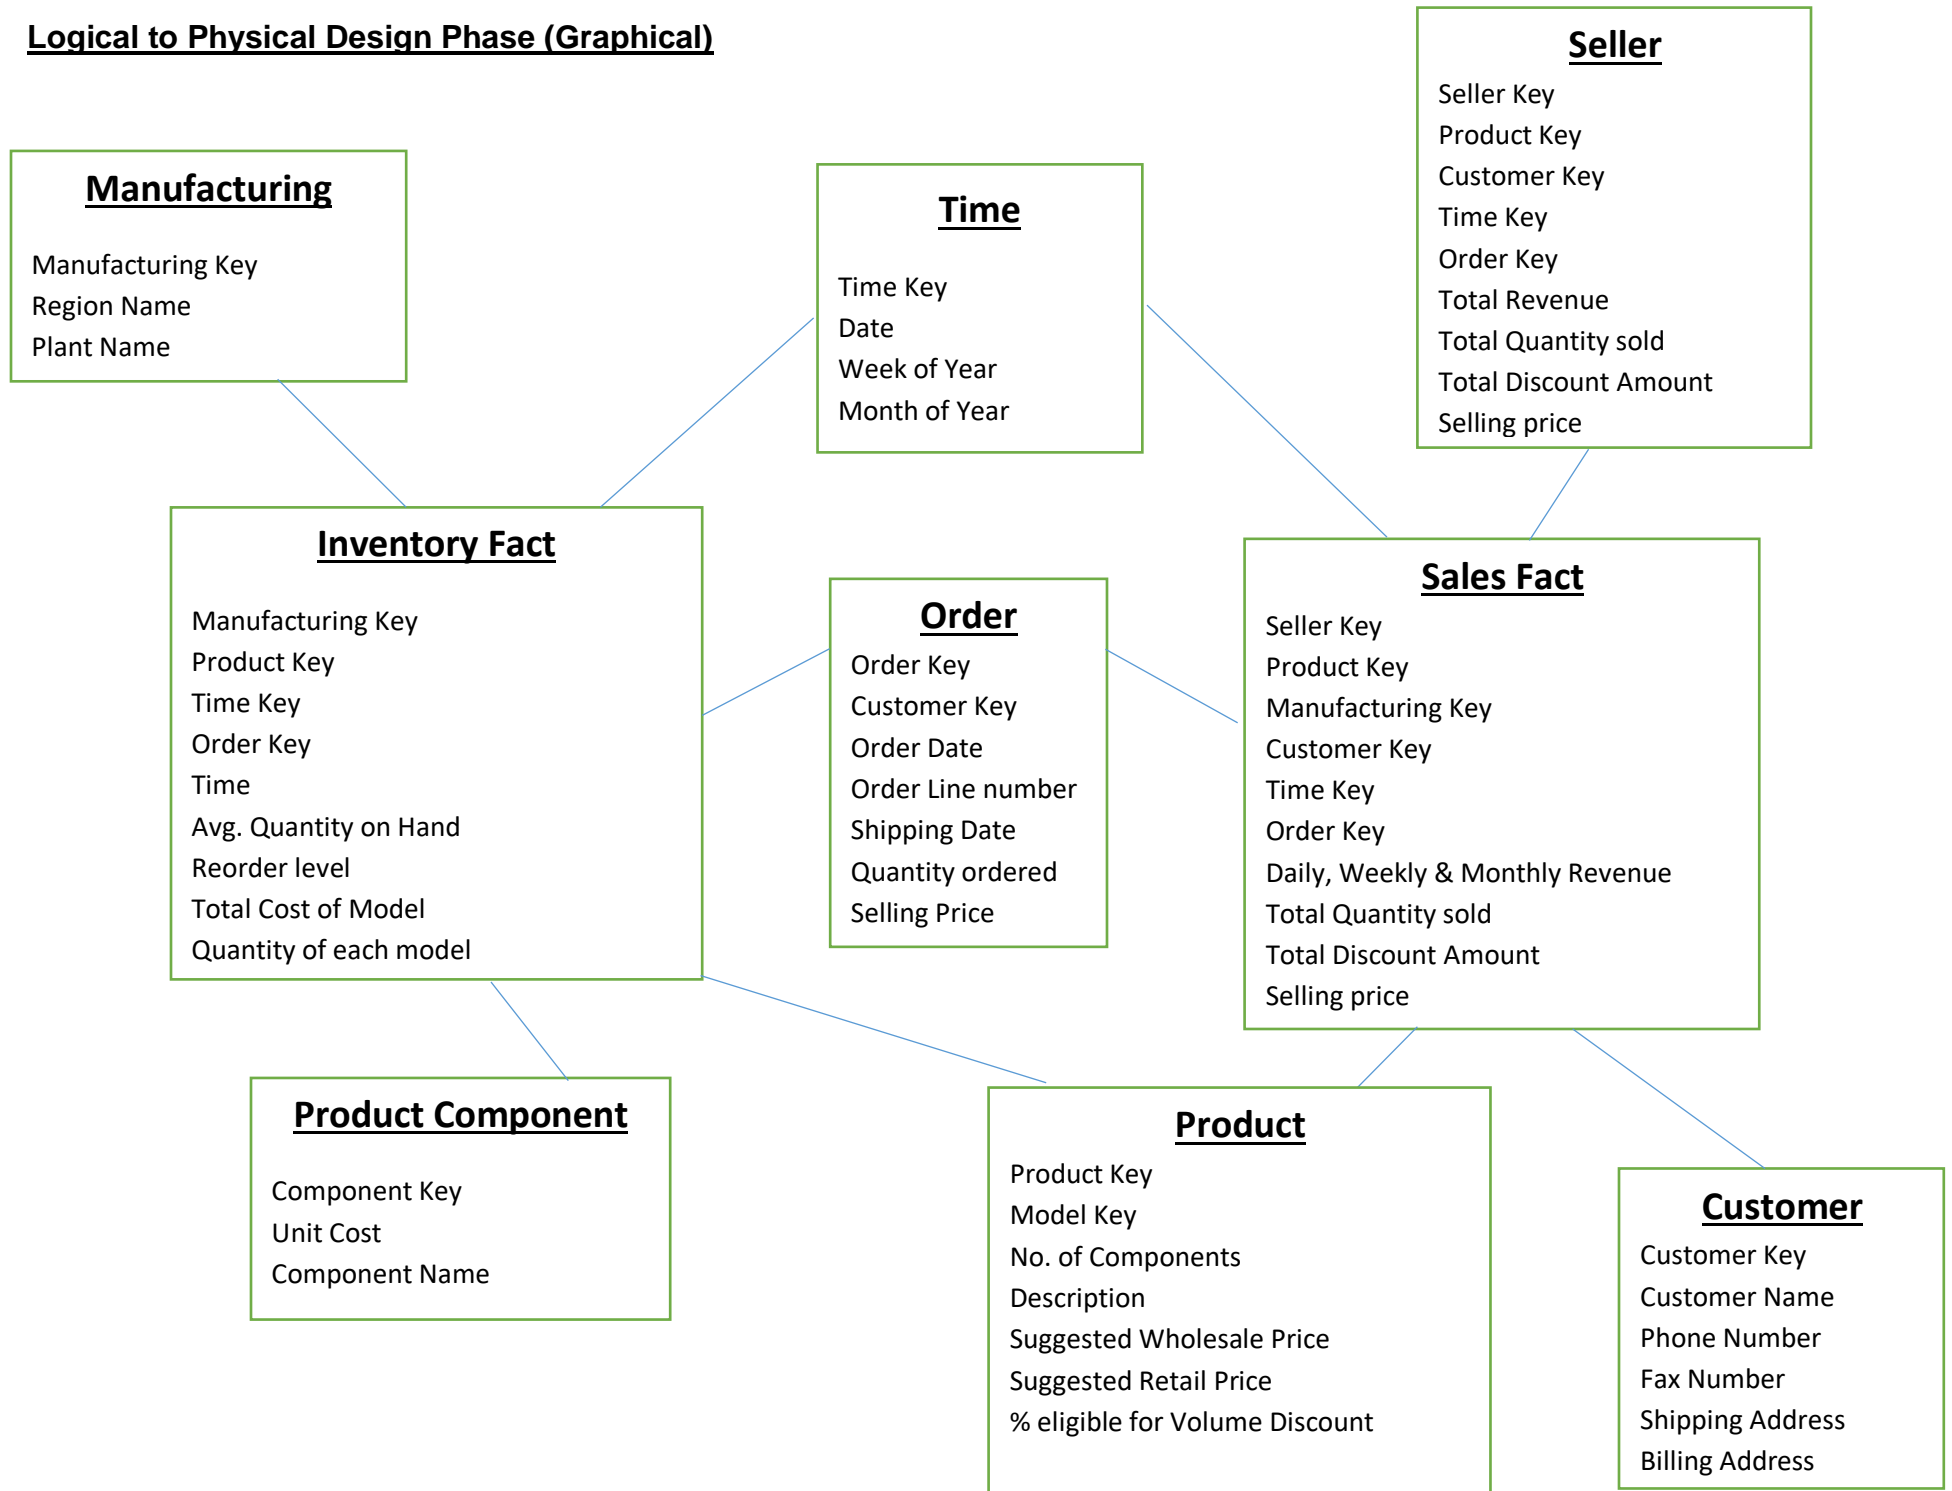 Logical to Physical Design Phase (Graphical)
Seller
Seller Key
Product Key
Customer Key
Time Key
Order Key
Total Revenue
Total Quantity sold
Total Discount Amount
Selling price
Manufacturing
Manufacturing Key
Region Name
Plant Name
Time
Time Key
Date
Week of Year
Month of Year
Inventory Fact
Manufacturing Key
Product Key
Time Key
Order Key
Time
Avg. Quantity on Hand
Reorder level
Total Cost of Model
Quantity of each model
Order
Order Key
Customer Key
Order Date
Order Line number
Shipping Date
Quantity ordered
Selling Price
Sales Fact
Seller Key
Product Key
Manufacturing Key
Customer Key
Time Key
Order Key
Daily, Weekly & Monthly Revenue
Total Quantity sold
Total Discount Amount
Selling price
Product Component
Component Key
Unit Cost
Component Name
Product
Product Key
Model Key
No. of Components
Description
Suggested Wholesale Price
Suggested Retail Price
% eligible for Volume Discount
Customer
Customer Key
Customer Name
Phone Number
Fax Number
Shipping Address
Billing Address